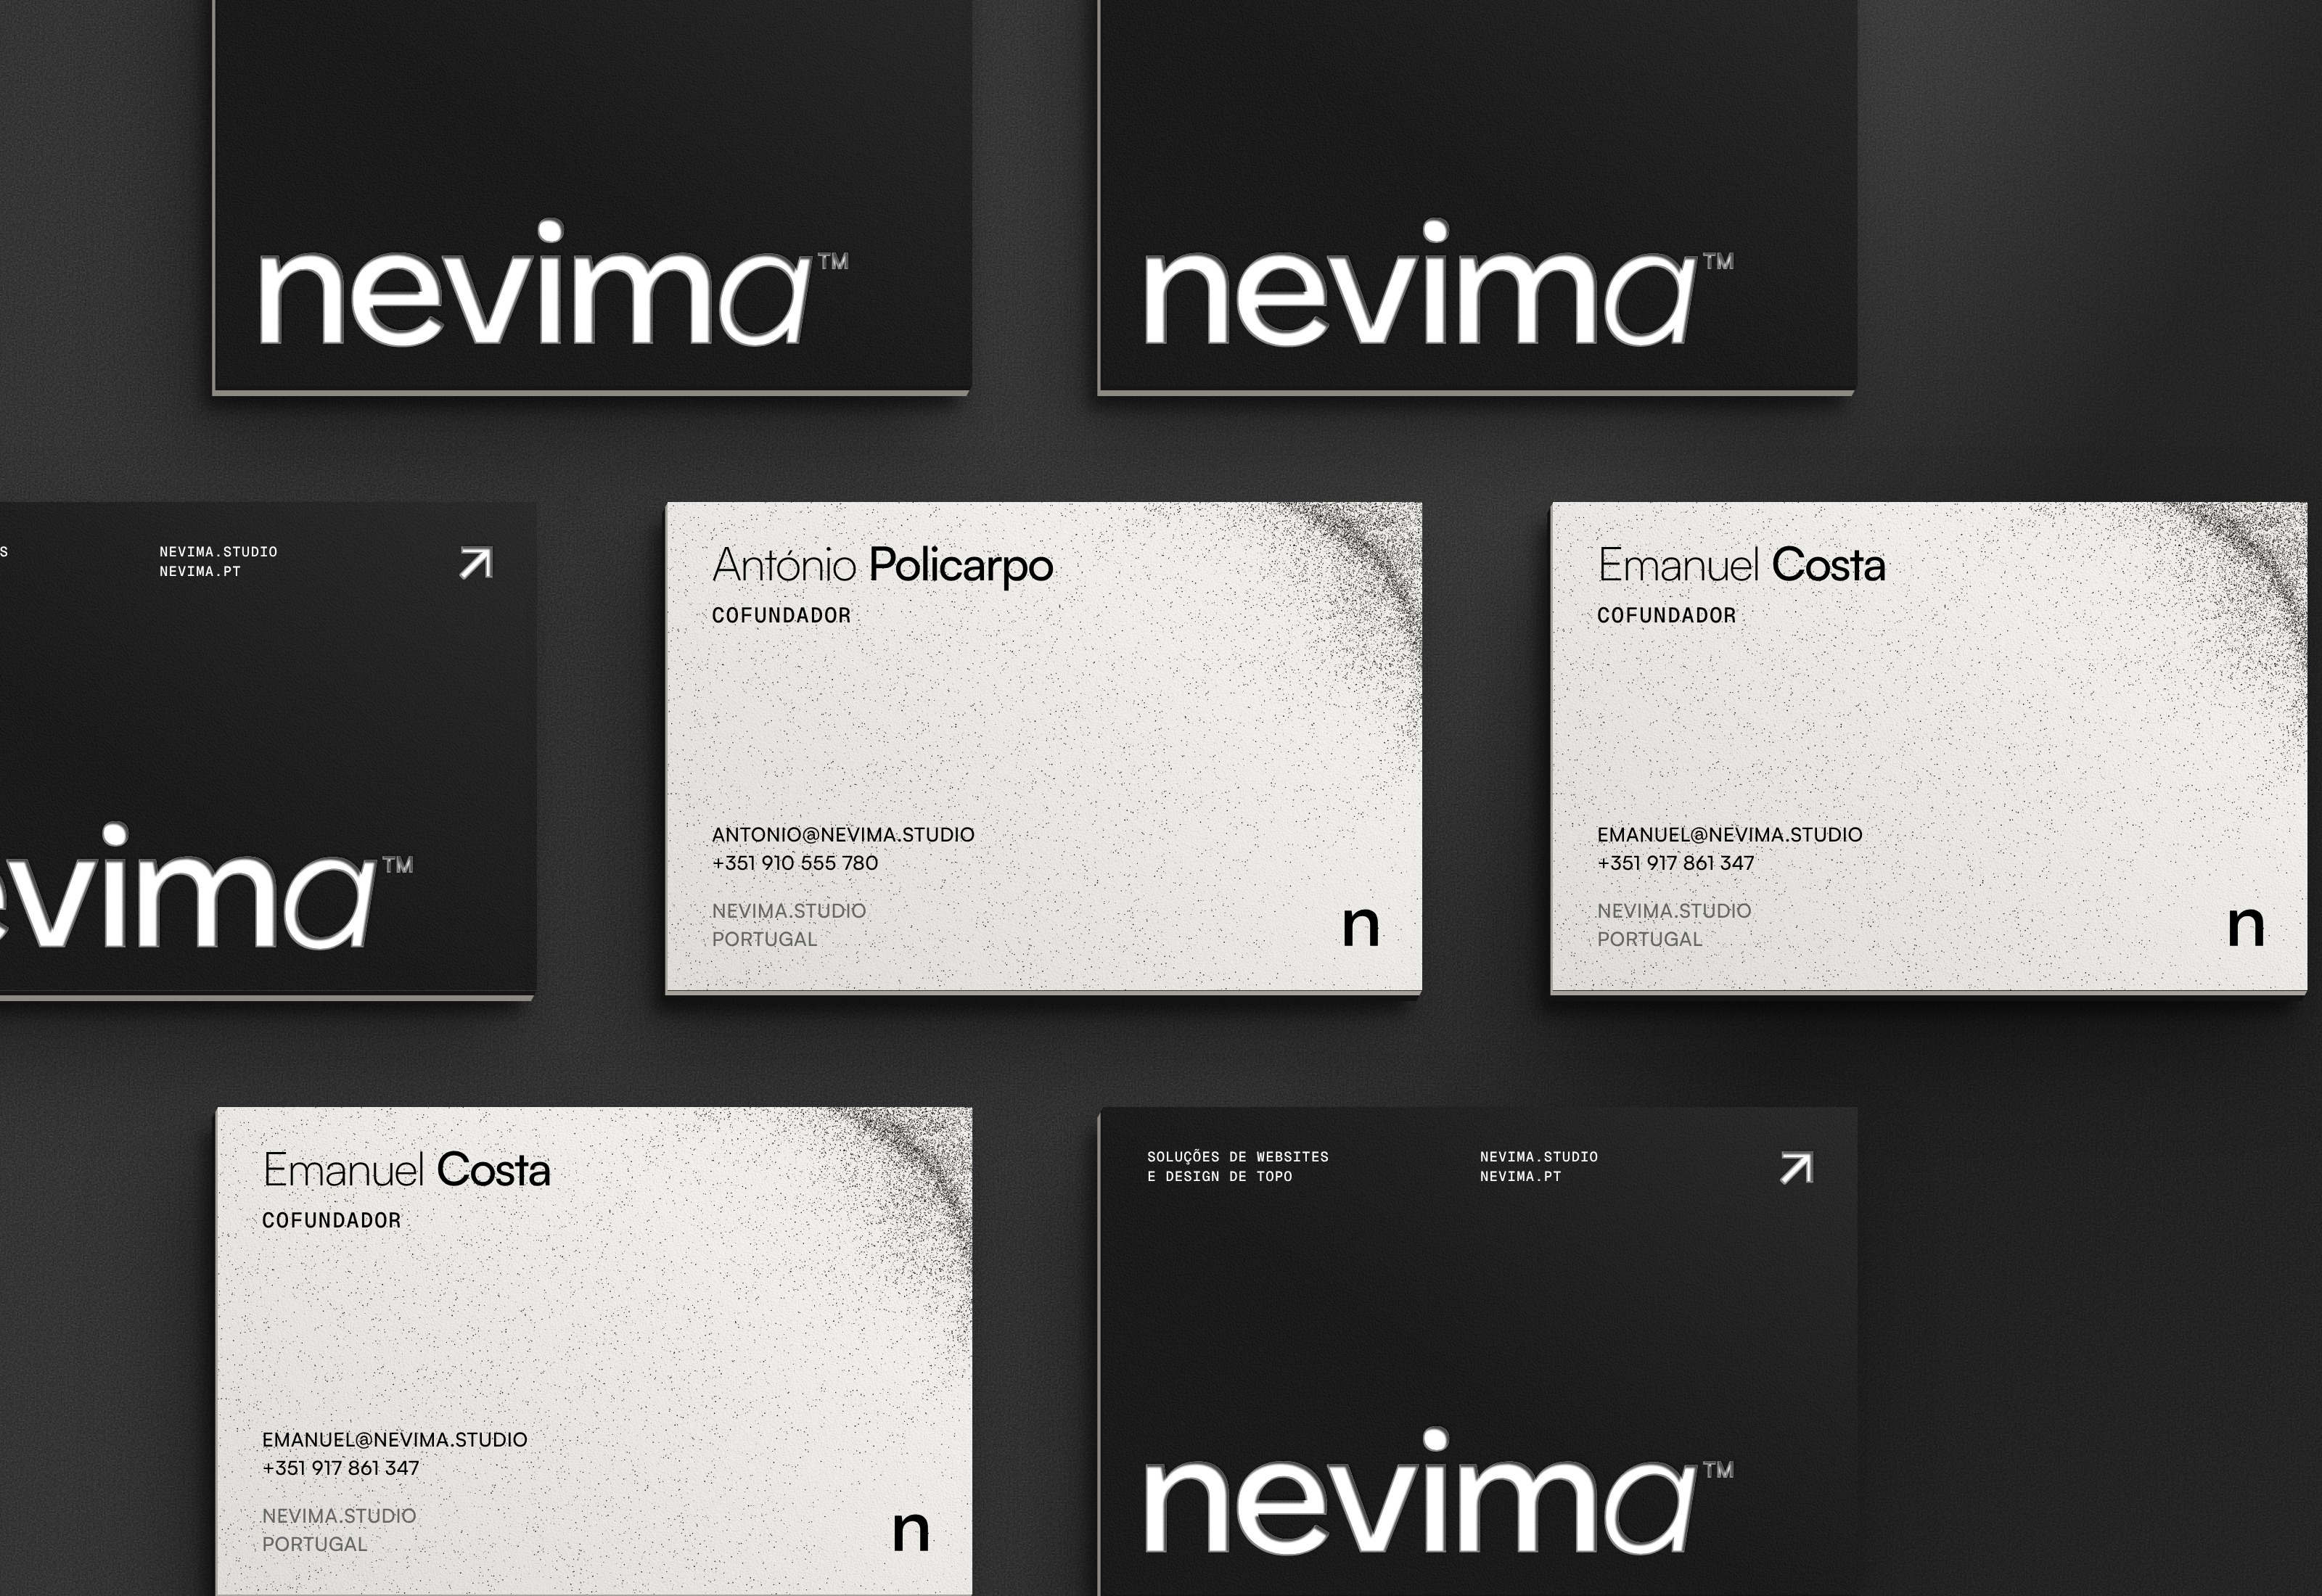 nevima™
nevima™
S
NEVIMA.STUDIO
NEVIMA.PT
evima™
António Policarpo
COFUNDADOR
ANTONIO@NEVIMA.STUDIO
+351 910 555 780
NEVIMA.STUDIO
PORTUGAL
n
Emanuel Costa
COFUNDADOR
EMANUEL@NEVIMA.STUDIO
+351 917 861 347
NEVIMA.STUDIO
PORTUGAL
n
Emanuel Costa
COFUNDADOR
EMANUEL@NEVIMA.STUDIO
+351 917 861 347
NEVIMA.STUDIO
PORTUGAL
n
SOLUÇÕES DE WEBSITES
E DESIGN DE TOPO
NEVIMA.STUDIO
NEVIMA.PT
nevima™